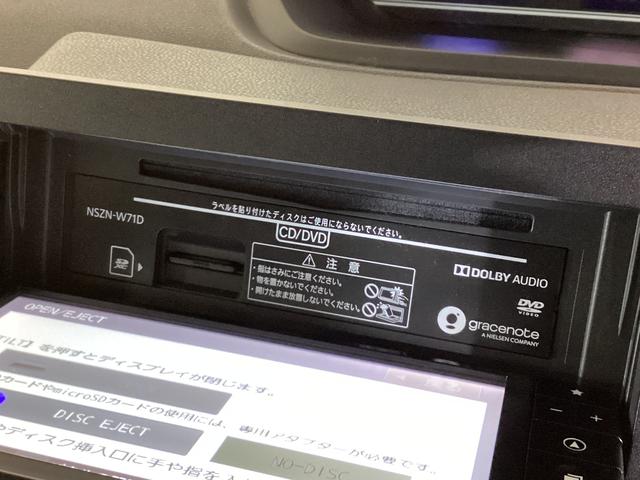 ラベルを貼り付けたディスクはご使用にならないでください。
NSZN-W71D
CD/DVD
注意
・指はさみにご注意ください。
・物を置かないでください。
・開けたまま放置しないでください。
DOLBY AUDIO
DVD
VIDEO
gracenote
A NIELSEN COMPANY
OPEN/EJECT
TILT】を押すとディスプレイが閉じます。
カードやmicroSDカードの使用には、専用アダプターが必要です。
DISC EJECT
NO-DISC
やディスク挿入口に手や指を入